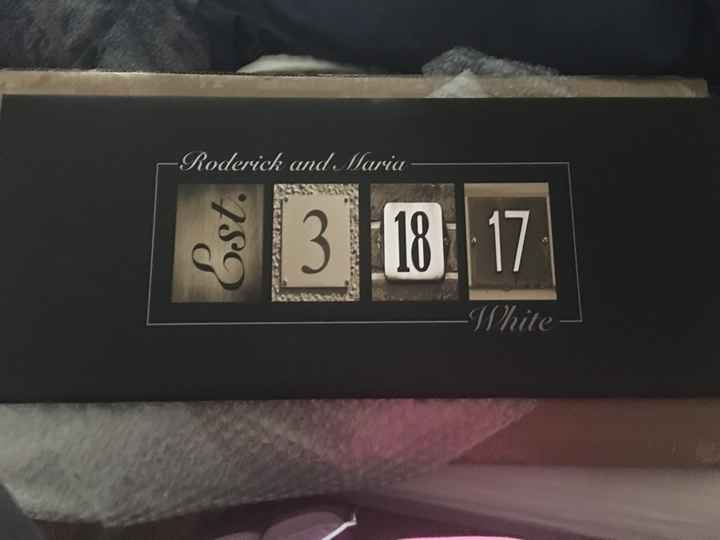 Roderick and Maria
Est. 3 18 17
White